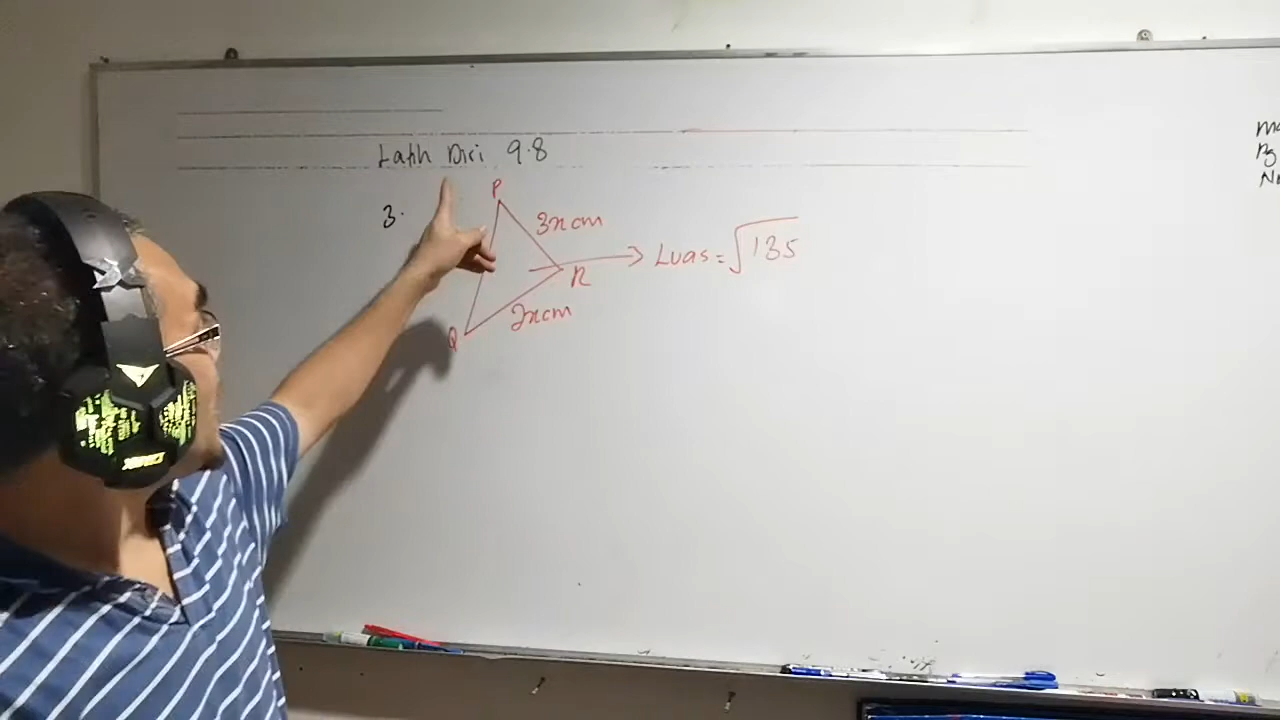 Latih Diri 9.8
3.
P
3x cm
R
Luas = √135
2x cm
Q